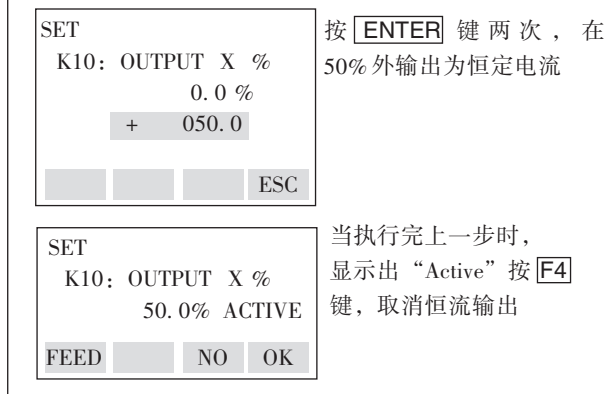 SET
K10：OUTPUT X %
0.0 %
+ 050.0
ESC
按 ENTER 键两次，在
50%外输出为恒定电流
SET
K10：OUTPUT X %
50.0% ACTIVE
FEED NO OK
当执行完上一步时，
显示出“Active”按 F4
键，取消恒流输出